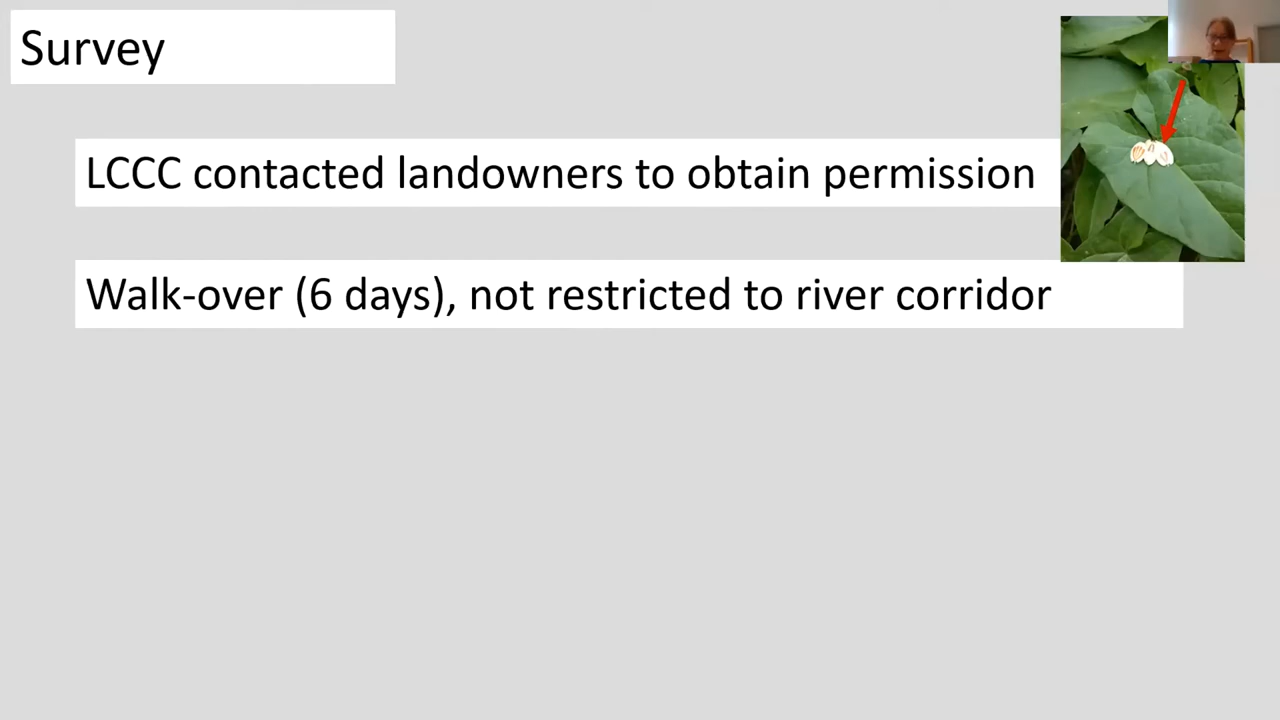 Survey
LCCC contacted landowners to obtain permission
Walk-over (6 days), not restricted to river corridor